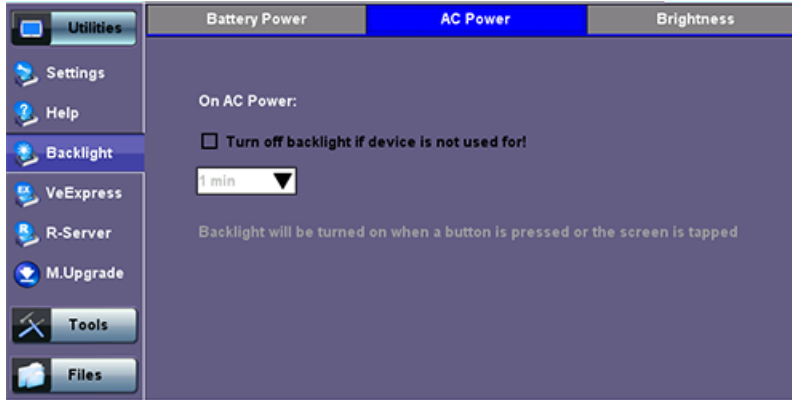 Utilities
Battery Power
AC Power
Brightness
Settings
Help
Backlight
VeExpress
R-Server
M.Upgrade
Tools
Files
On AC Power:
Turn off backlight if device is not used for!
1 min
Backlight will be turned on when a button is pressed or the screen is tapped